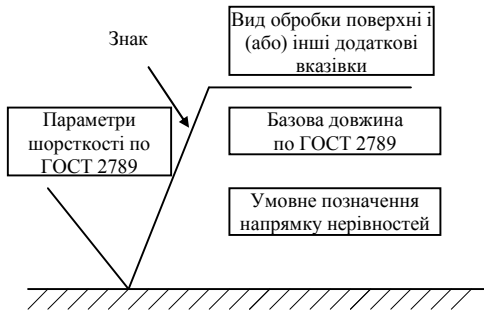 Знак
Вид обробки поверхні і
(або) інші додаткові
вказівки
Параметри
шорсткості по
ГОСТ 2789
Базова довжина
по ГОСТ 2789
Умовне позначення
напрямку нерівностей